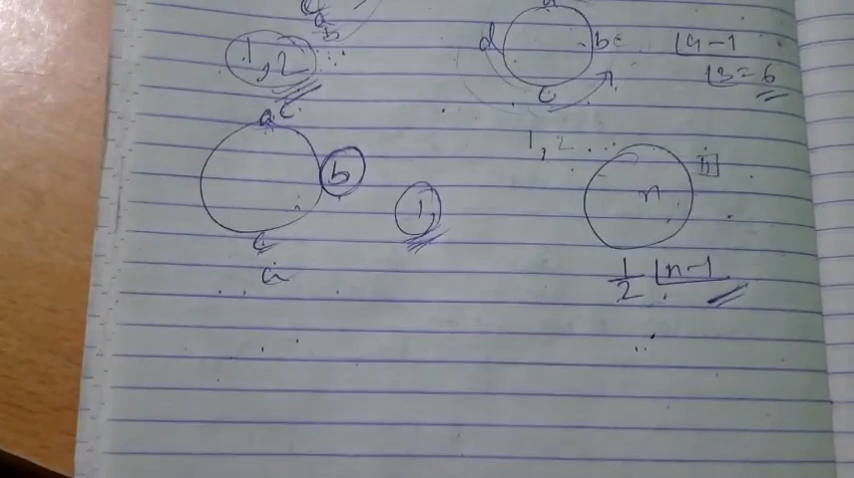 a
b
1, 2
d
b
c
⌊4-1
⌊3 = 6
a c
b
c
a
1,
1, 2 ...
n
n
1/2 ⌊n-1